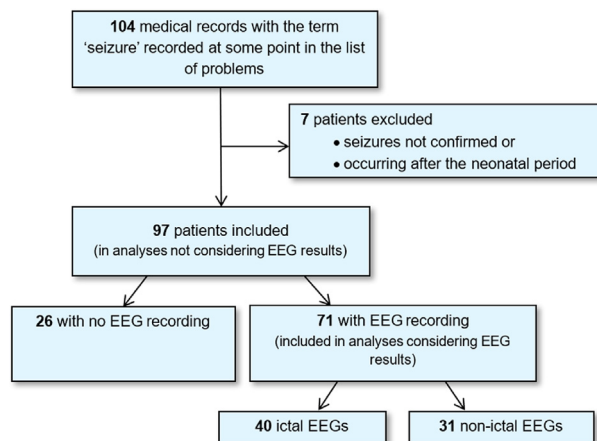 104 medical records with the term
‘seizure’ recorded at some point in the list
of problems
7 patients excluded
• seizures not confirmed or
• occurring after the neonatal period
97 patients included
(in analyses not considering EEG results)
26 with no EEG recording
71 with EEG recording
(included in analyses considering EEG
results)
40 ictal EEGs
31 non-ictal EEGs